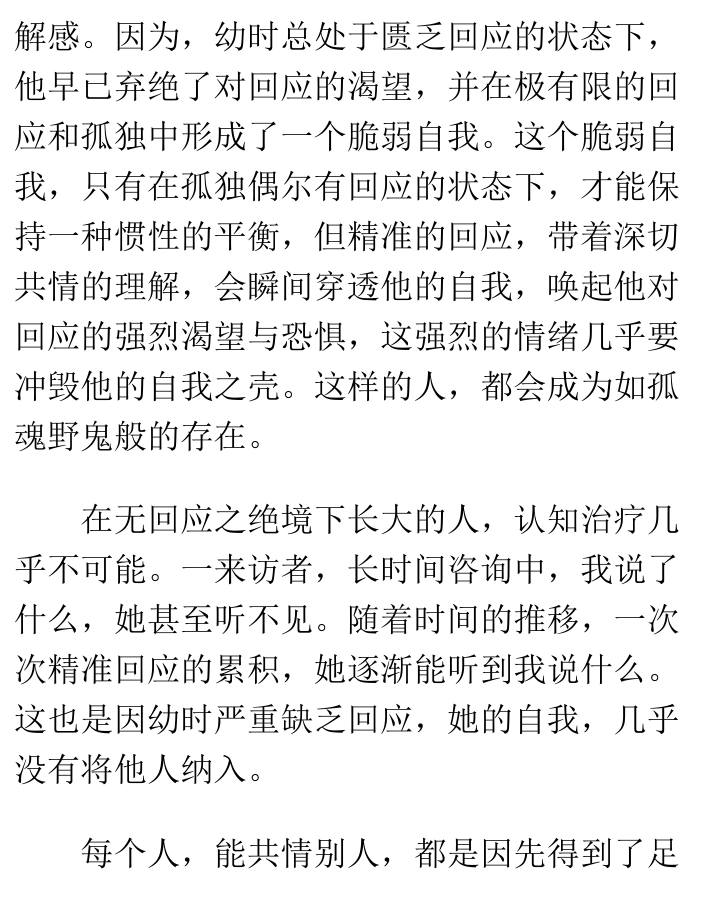 解感。因为，幼时总处于匮乏回应的状态下，
他早已弃绝了对回应的渴望，并在极有限的回
应和孤独中形成了一个脆弱自我。这个脆弱自
我，只有在孤独偶尔有回应的状态下，才能保
持一种惯性的平衡，但精准的回应，带着深切
共情的理解，会瞬间穿透他的自我，唤起他对
回应的强烈渴望与恐惧，这强烈的情绪几乎要
冲毁他的自我之壳。这样的人，都会成为如孤
魂野鬼般的存在。
在无回应之绝境下长大的人，认知治疗几
乎不可能。一来访者，长时间咨询中，我说了
什么，她甚至听不见。随着时间的推移，一次
次精准回应的累积，她逐渐能听到我说什么。
这也是因幼时严重缺乏回应，她的自我，几乎
没有将他人纳入。
每个人，能共情别人，都是因先得到了足